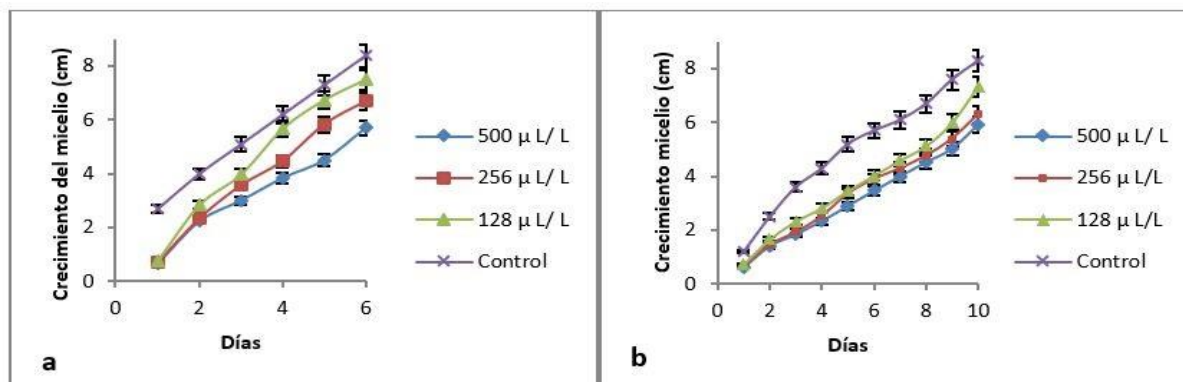 Crecimiento del micelio (cm)
8
6
4
2
0
0 2 4 6
Días
500 µ L/ L
256 µ L/ L
128 µ L/ L
Control
a
Crecimiento micelio (cm)
8
6
4
2
0
0 2 4 6 8 10
Días
500 µ L/ L
256 µ L/ L
128 µ L/ L
Control
b